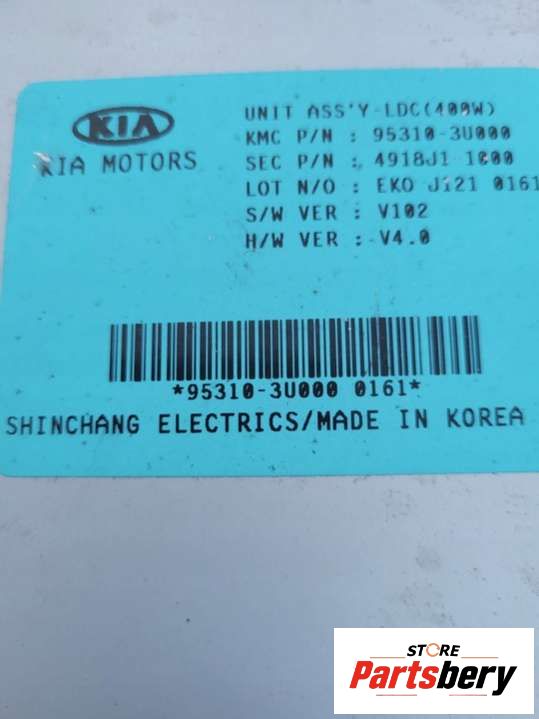 KIA
KIA MOTORS
UNIT ASS'Y-LDC(400W)
KMC P/N : 95310-3U000
SEC P/N : 4918J1-1000
LOT N/O : EKO J121 0161
S/W VER : V102
H/W VER : V4.0
*95310-3U000 0161*
SHINCHANG ELECTRICS/MADE IN KOREA
STORE
Partsbery